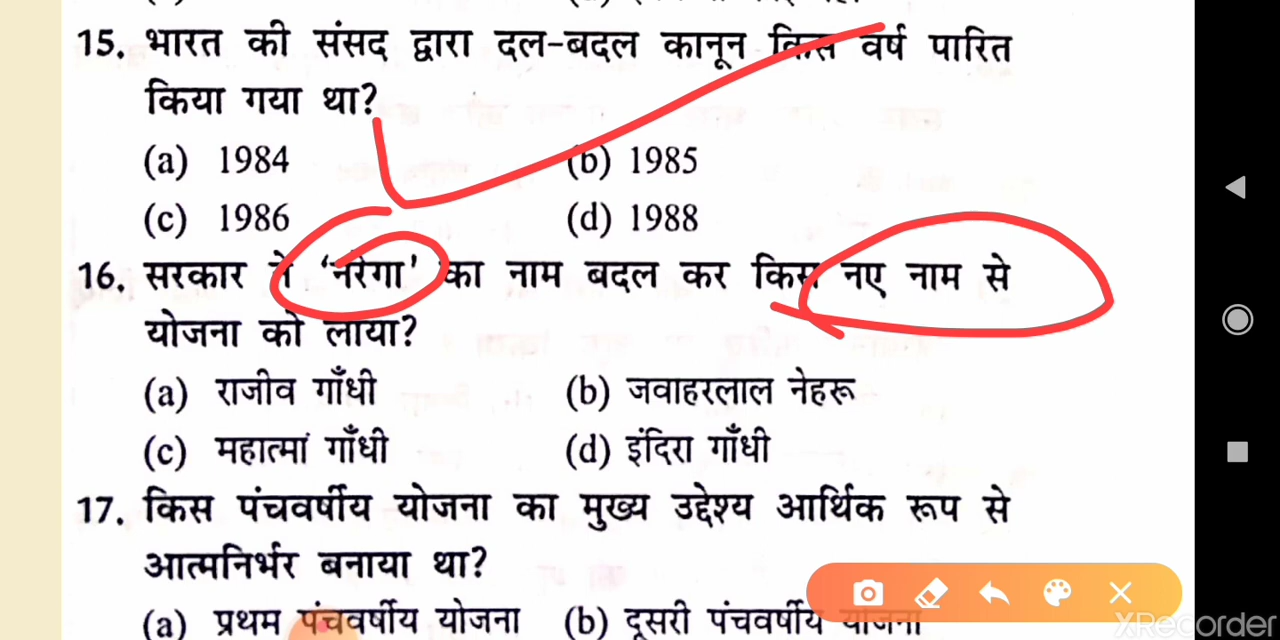 15. भारत की संसद द्वारा दल-बदल कानून किस वर्ष पारित
किया गया था?
(a) 1984 (b) 1985
(c) 1986 (d) 1988
16. सरकार ने 'नरेगा' का नाम बदल कर किस नए नाम से
योजना को लाया?
(a) राजीव गाँधी (b) जवाहरलाल नेहरू
(c) महात्मां गाँधी (d) इंदिरा गाँधी
17. किस पंचवर्षीय योजना का मुख्य उद्देश्य आर्थिक रूप से
आत्मनिर्भर बनाया था?
(a) प्रथम पंचवर्षीय योजना (b) दूसरी पंचवर्षीय योजना
XRecorder